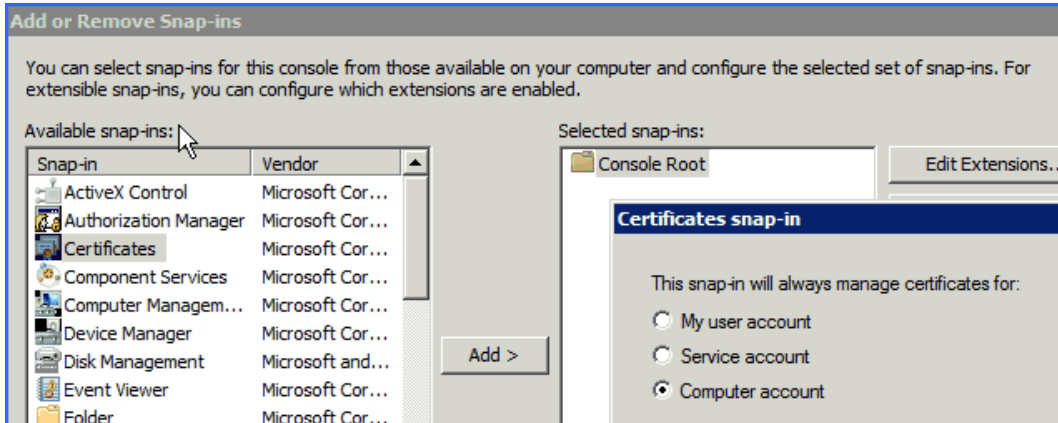 Add or Remove Snap-ins
You can select snap-ins for this console from those available on your computer and configure the selected set of snap-ins. For
extensible snap-ins, you can configure which extensions are enabled.
Available snap-ins:
Selected snap-ins:
Snap-in Vendor
ActiveX Control Microsoft Cor...
Authorization Manager Microsoft Cor...
Certificates Microsoft Cor...
Component Services Microsoft Cor...
Computer Managem... Microsoft Cor...
Device Manager Microsoft Cor...
Disk Management Microsoft and...
Event Viewer Microsoft Cor...
Folder Microsoft Cor...
Add >
Console Root
Edit Extensions..
Certificates snap-in
This snap-in will always manage certificates for:
My user account
Service account
Computer account